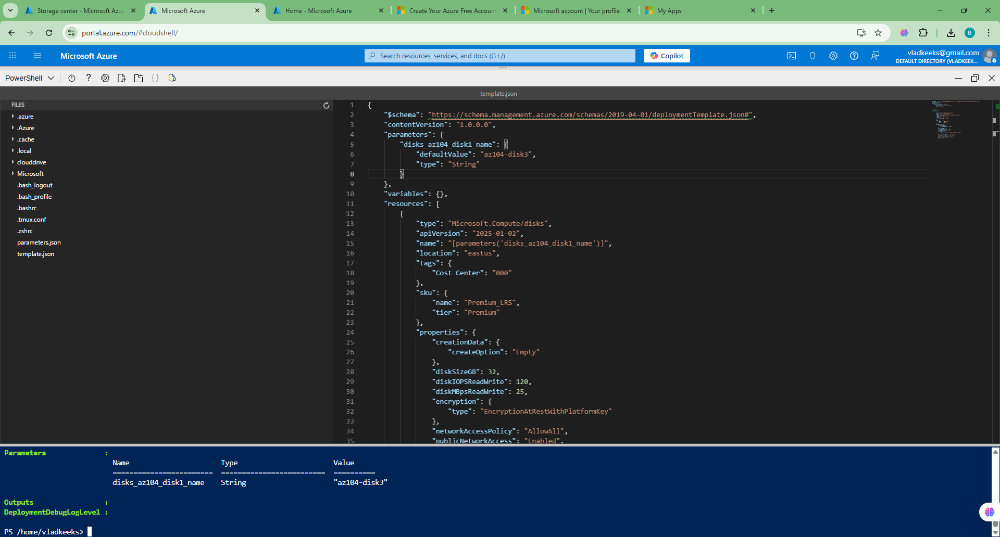 Storage center - Microsoft Azur
Microsoft Azure
Home - Microsoft Azure
Create Your Azure Free Accoun
Microsoft account | Your profile
My Apps
portal.azure.com/#cloudshell/
B
Microsoft Azure
Search resources, services, and docs (G+/)
Copilot
vladkeeks@gmail.com
DEFAULT DIRECTORY (VLADKEEK...
PowerShell
template.json
FILES
.azure
.Azure
.cache
.local
clouddrive
Microsoft
.bash_logout
.bash_profile
.bashrc
.tmux.conf
.zshrc
parameters.json
template.json
1 {
2 "$schema": "https://schema.management.azure.com/schemas/2019-04-01/deploymentTemplate.json#",
3 "contentVersion": "1.0.0.0",
4 "parameters": {
5 "disks_az104_disk1_name": {
6 "defaultValue": "az104-disk3",
7 "type": "String"
8 }
9 },
10 "variables": {},
11 "resources": [
12 {
13 "type": "Microsoft.Compute/disks",
14 "apiVersion": "2025-01-02",
15 "name": "[parameters('disks_az104_disk1_name')]",
16 "location": "eastus",
17 "tags": {
18 "Cost Center": "000"
19 },
20 "sku": {
21 "name": "Premium_LRS",
22 "tier": "Premium"
23 },
24 "properties": {
25 "creationData": {
26 "createOption": "Empty"
27 },
28 "diskSizeGB": 32,
29 "diskIOPSReadWrite": 120,
30 "diskMBpsReadWrite": 25,
31 "encryption": {
32 "type": "EncryptionAtRestWithPlatformKey"
33 },
34 "networkAccessPolicy": "AllowAll",
35 "publicNetworkAccess": "Enabled",
Parameters :
Name Type Value
======================== ========================= ==========
disks_az104_disk1_name String "az104-disk3"
Outputs :
DeploymentDebugLogLevel :
PS /home/vladkeeks>